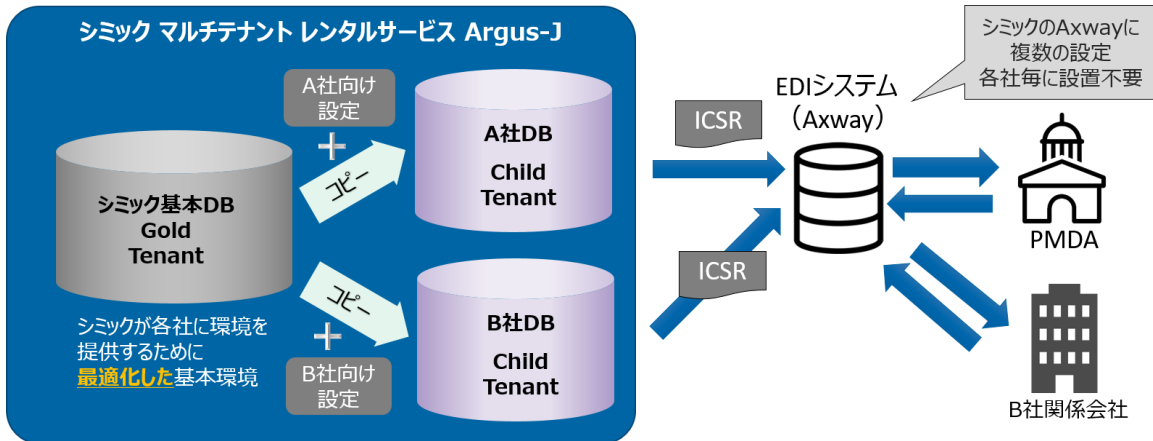 シミック マルチテナント レンタルサービス Argus-J
A社向け
設定
コピー
A社DB
Child
Tenant
シミック基本DB
Gold
Tenant
コピー
B社向け
設定
B社DB
Child
Tenant
シミックが各社に環境を
提供するために
最適化した基本環境
ICSR
ICSR
EDIシステム
（Axway）
シミックのAxwayに
複数の設定
各社毎に設置不要
PMDA
B社関係会社